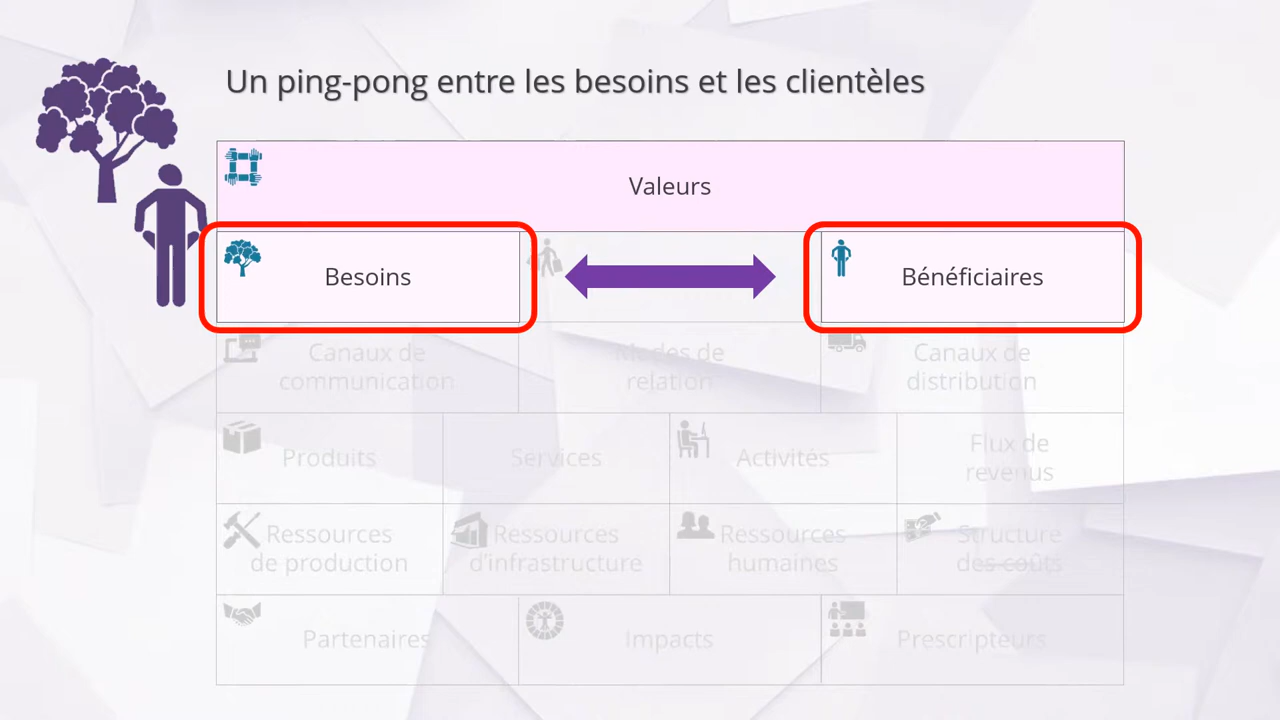 Un ping-pong entre les besoins et les clientèles
Valeurs
Besoins
Bénéficiaires
Canaux de
communication
Modes de
relation
Canaux de
distribution
Produits
Services
Activités
Flux de
revenus
Ressources
de production
Ressources
d'infrastructure
Ressources
humaines
Structure
des coûts
Partenaires
Impacts
Prescripteurs